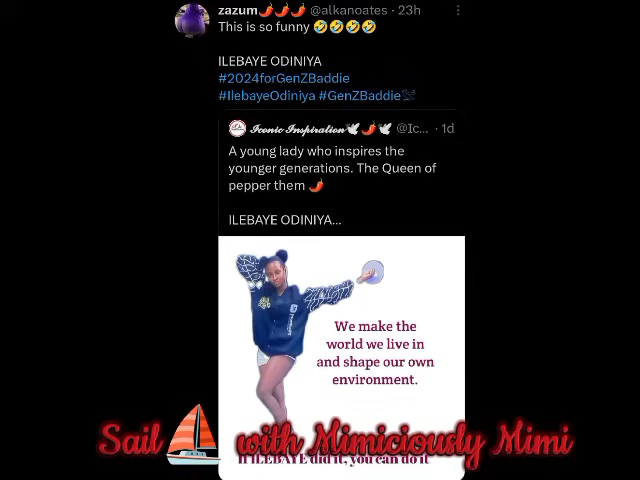 zazum🌶️🌶️🌶️ @alkanoates · 23h
This is so funny 🤣🤣🤣🤣
ILEBAYE ODINIYA
#2024forGenZBaddie
#IlebayeOdiniya #GenZBaddie
Iconic Inspiration🕊️🌶️🕊️ @Ic... · 1d
A young lady who inspires the
younger generations. The Queen of
pepper them 🌶️
ILEBAYE ODINIYA...
We make the
world we live in
and shape our own
environment.
Sail with Mimiciously Mimi
If ILEBAYE did it, you can do it